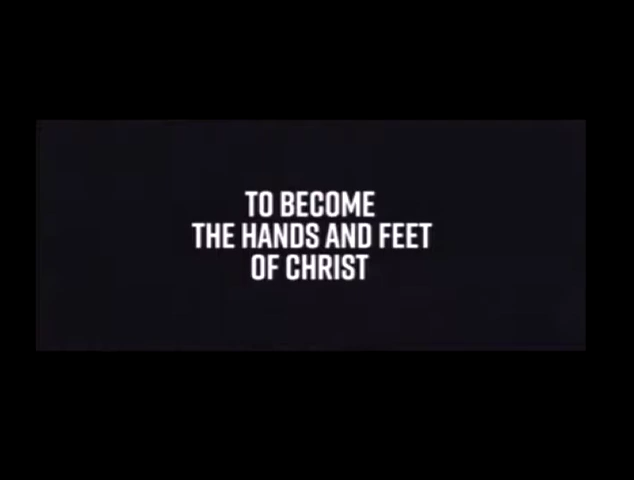 TO BECOME
THE HANDS AND FEET
OF CHRIST